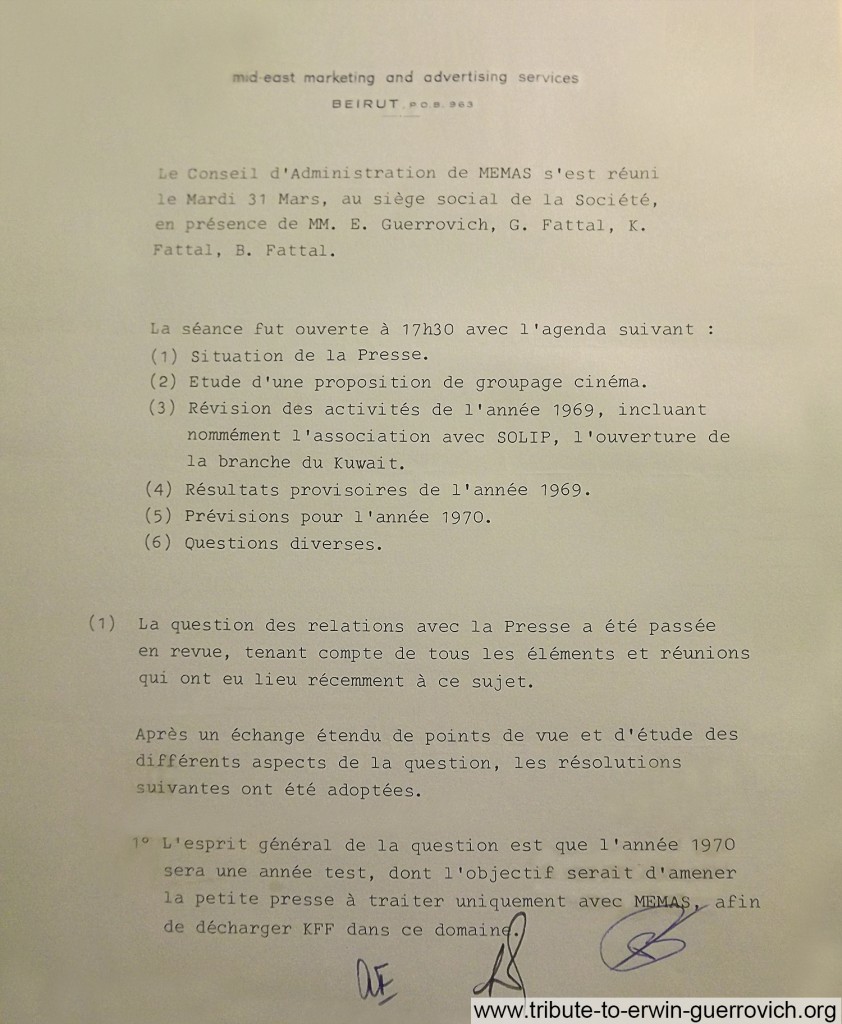 mid-east marketing and advertising services
BEIRUT P.O.B. 963
Le Conseil d'Administration de MEMAS s'est réuni
le Mardi 31 Mars, au siège social de la Société,
en présence de MM. E. Guerrovich, G. Fattal, K.
Fattal, B. Fattal.
La séance fut ouverte à 17h30 avec l'agenda suivant :
(1) Situation de la Presse.
(2) Etude d'une proposition de groupage cinéma.
(3) Révision des activités de l'année 1969, incluant
nommément l'association avec SOLIP, l'ouverture de
la branche du Kuwait.
(4) Résultats provisoires de l'année 1969.
(5) Prévisions pour l'année 1970.
(6) Questions diverses.
(1) La question des relations avec la Presse a été passée
en revue, tenant compte de tous les éléments et réunions
qui ont eu lieu récemment à ce sujet.
Après un échange étendu de points de vue et d'étude des
différents aspects de la question, les résolutions
suivantes ont été adoptées.
1° L'esprit général de la question est que l'année 1970
sera une année test, dont l'objectif serait d'amener
la petite presse à traiter uniquement avec MEMAS, afin
de décharger KFF dans ce domaine.
www.tribute-to-erwin-guerrovich.org